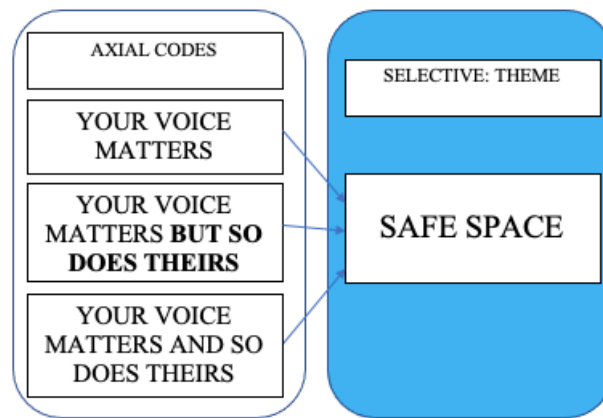 AXIAL CODES
YOUR VOICE
MATTERS
YOUR VOICE
MATTERS BUT SO
DOES THEIRS
YOUR VOICE
MATTERS AND SO
DOES THEIRS
SELECTIVE: THEME
SAFE SPACE